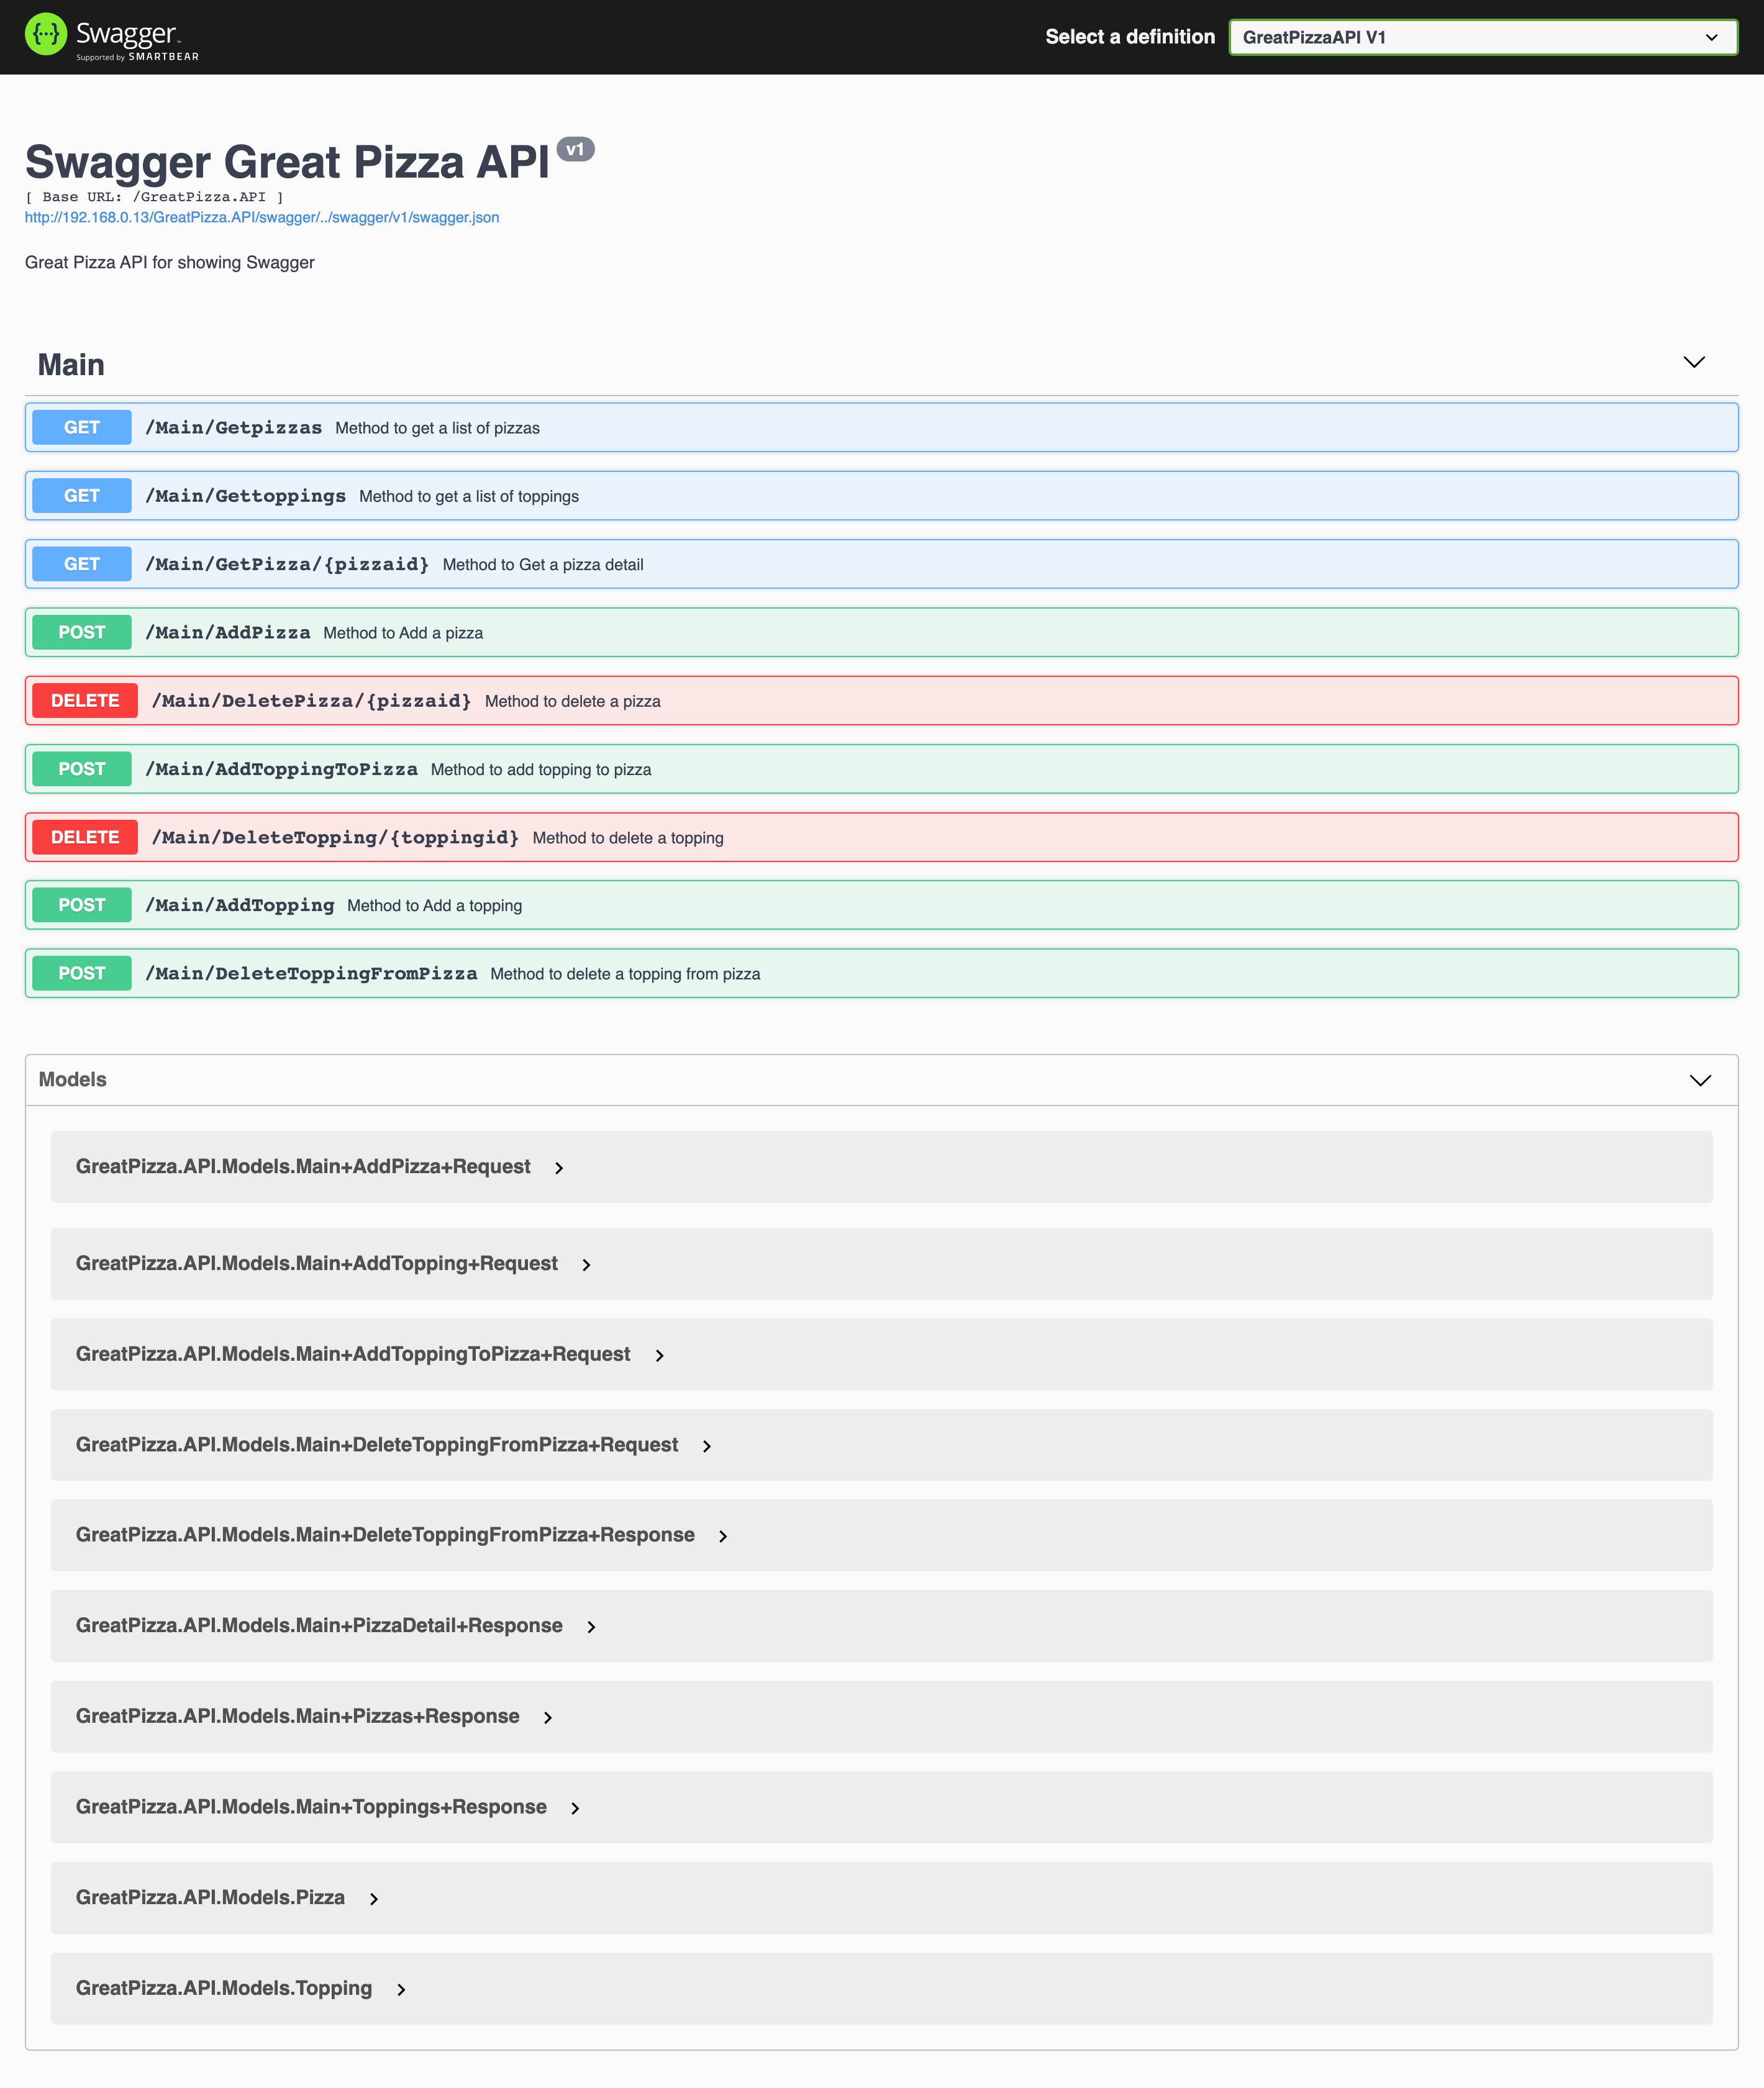 Swagger
Supported by SMARTBEAR
Select a definition
GreatPizzaAPI V1
Swagger Great Pizza API v1
[ Base URL: /GreatPizza.API ]
http://192.168.0.13/GreatPizza.API/swagger/../swagger/v1/swagger.json
Great Pizza API for showing Swagger
Main
GET /Main/Getpizzas Method to get a list of pizzas
GET /Main/Gettoppings Method to get a list of toppings
GET /Main/GetPizza/{pizzaid} Method to Get a pizza detail
POST /Main/AddPizza Method to Add a pizza
DELETE /Main/DeletePizza/{pizzaid} Method to delete a pizza
POST /Main/AddToppingToPizza Method to add topping to pizza
DELETE /Main/DeleteTopping/{toppingid} Method to delete a topping
POST /Main/AddTopping Method to Add a topping
POST /Main/DeleteToppingFromPizza Method to delete a topping from pizza
Models
GreatPizza.API.Models.Main+AddPizza+Request
GreatPizza.API.Models.Main+AddTopping+Request
GreatPizza.API.Models.Main+AddToppingToPizza+Request
GreatPizza.API.Models.Main+DeleteToppingFromPizza+Request
GreatPizza.API.Models.Main+DeleteToppingFromPizza+Response
GreatPizza.API.Models.Main+PizzaDetail+Response
GreatPizza.API.Models.Main+Pizzas+Response
GreatPizza.API.Models.Main+Toppings+Response
GreatPizza.API.Models.Pizza
GreatPizza.API.Models.Topping